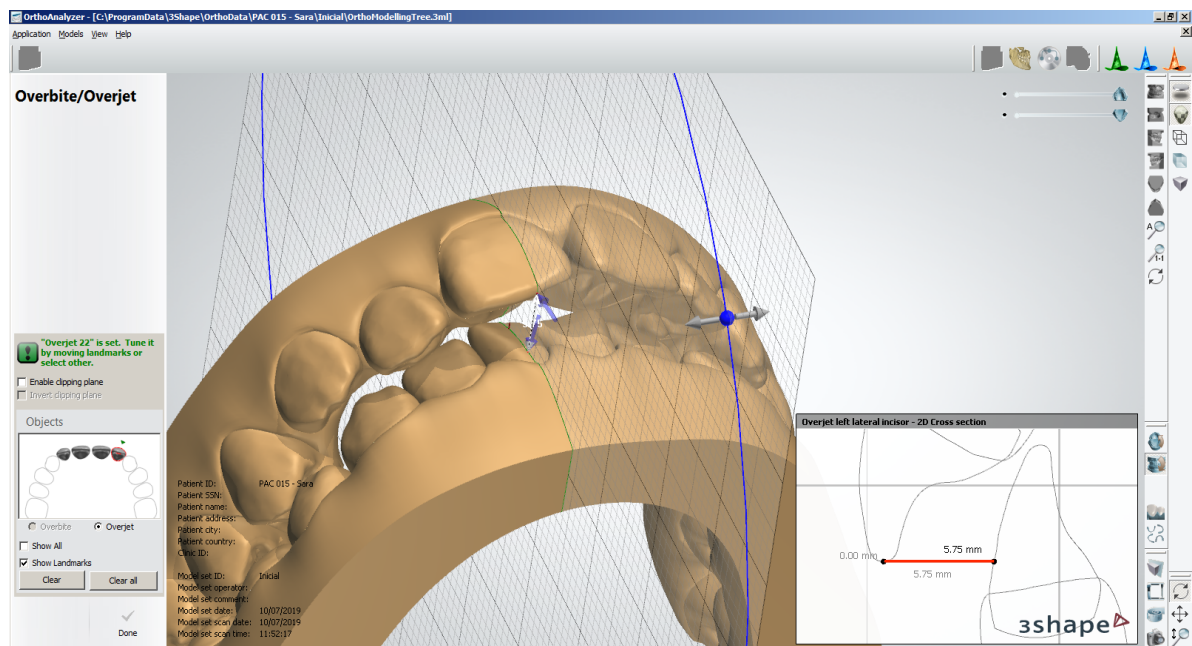 OrthoAnalyzer - [C:\ProgramData\3Shape\OrthoData\PAC 015 - Sara\Inicial\OrthoModellingTree.3ml]
Application Models View Help
Overbite/Overjet
"Overjet 22" is set. Tune it
by moving landmarks or
select other.
Enable clipping plane
Invert clipping plane
Objects
Overbite Overjet
Show All
Show Landmarks
Clear Clear all
Done
Patient ID: PAC 015 - Sara
Patient SSN:
Patient name:
Patient address:
Patient city:
Patient country:
Clinic ID:
Model set ID: Inicial
Model set operator:
Model set comment:
Model set date: 10/07/2019
Model set scan date: 10/07/2019
Model set scan time: 11:52:17
A
1:1
Overjet left lateral incisor - 2D Cross section
0.00 mm
5.75 mm
5.75 mm
3shape